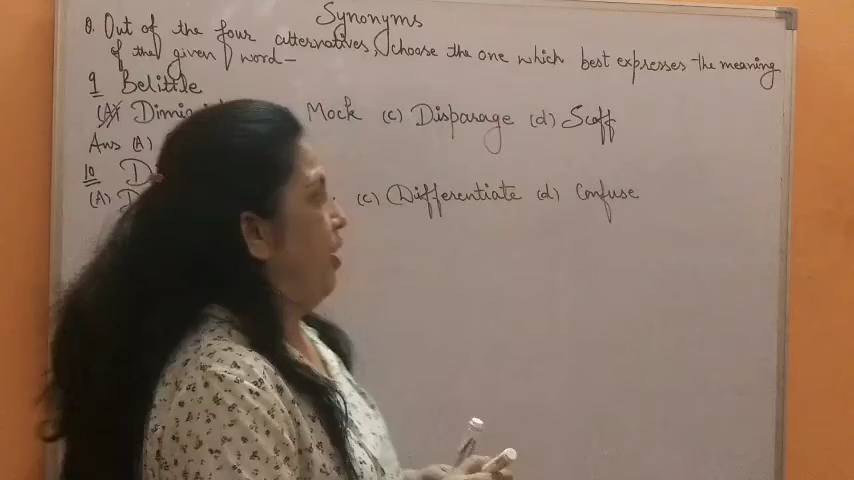 Synonyms
Q. Out of the four alternatives, choose the one which best expresses the meaning
of the given word-
9 Belittle
(A) Mock (c) Disparage (d) Scoff
Ans (A)
10
(A) (c) Differentiate (d) Confuse